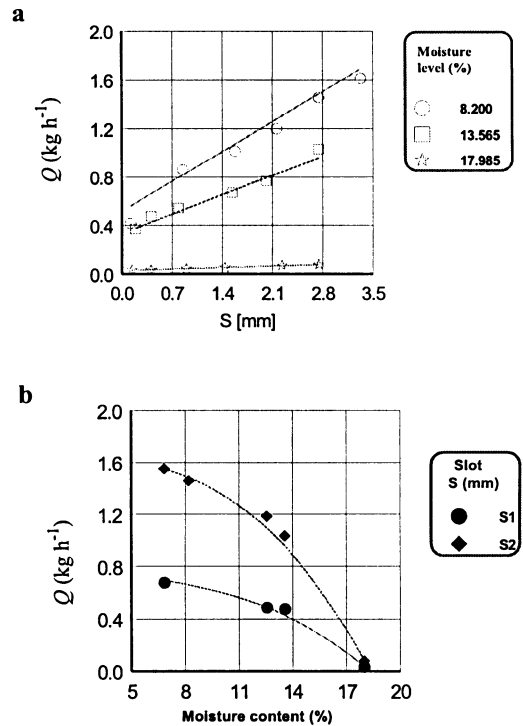 a
2.0
1.6
1.2
0.8
0.4
0.0
Q (kg h-1)
0.0 0.7 1.4 2.1 2.8 3.5
S [mm]
Moisture
level (%)
8.200
13.565
17.985
b
2.0
1.6
1.2
0.8
0.4
0.0
Q (kg h-1)
5 8 11 14 17 20
Moisture content (%)
Slot
S (mm)
S1
S2